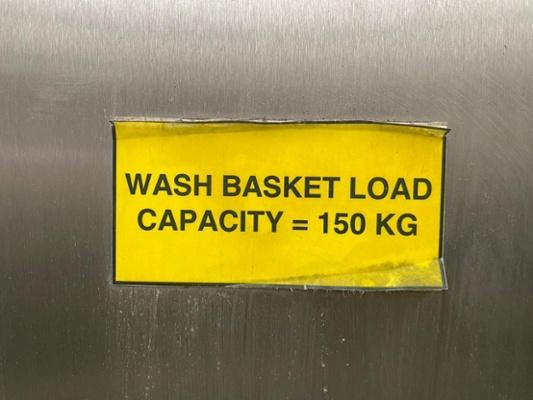 WASH BASKET LOAD
CAPACITY = 150 KG